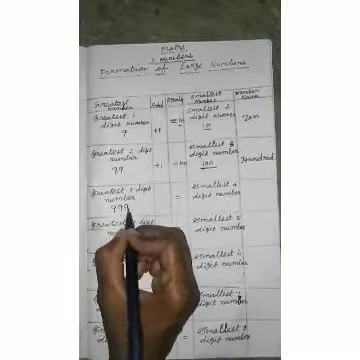 Maths
1. Numbers
Formation of Large Numbers
Greatest Number Add Smallest Number Number Name
Greatest 1 digit Number +1 = Smallest 2 digit number Ten
9 10
Greatest 2 digit number +1 = Smallest 3 digit number Hundred
99 100
Greatest 3 digit number = Smallest 4 digit number
999
Greatest digit Smallest 5 digit number
Smallest 6 digit number
Smallest 7 digit number
= Smallest digit number